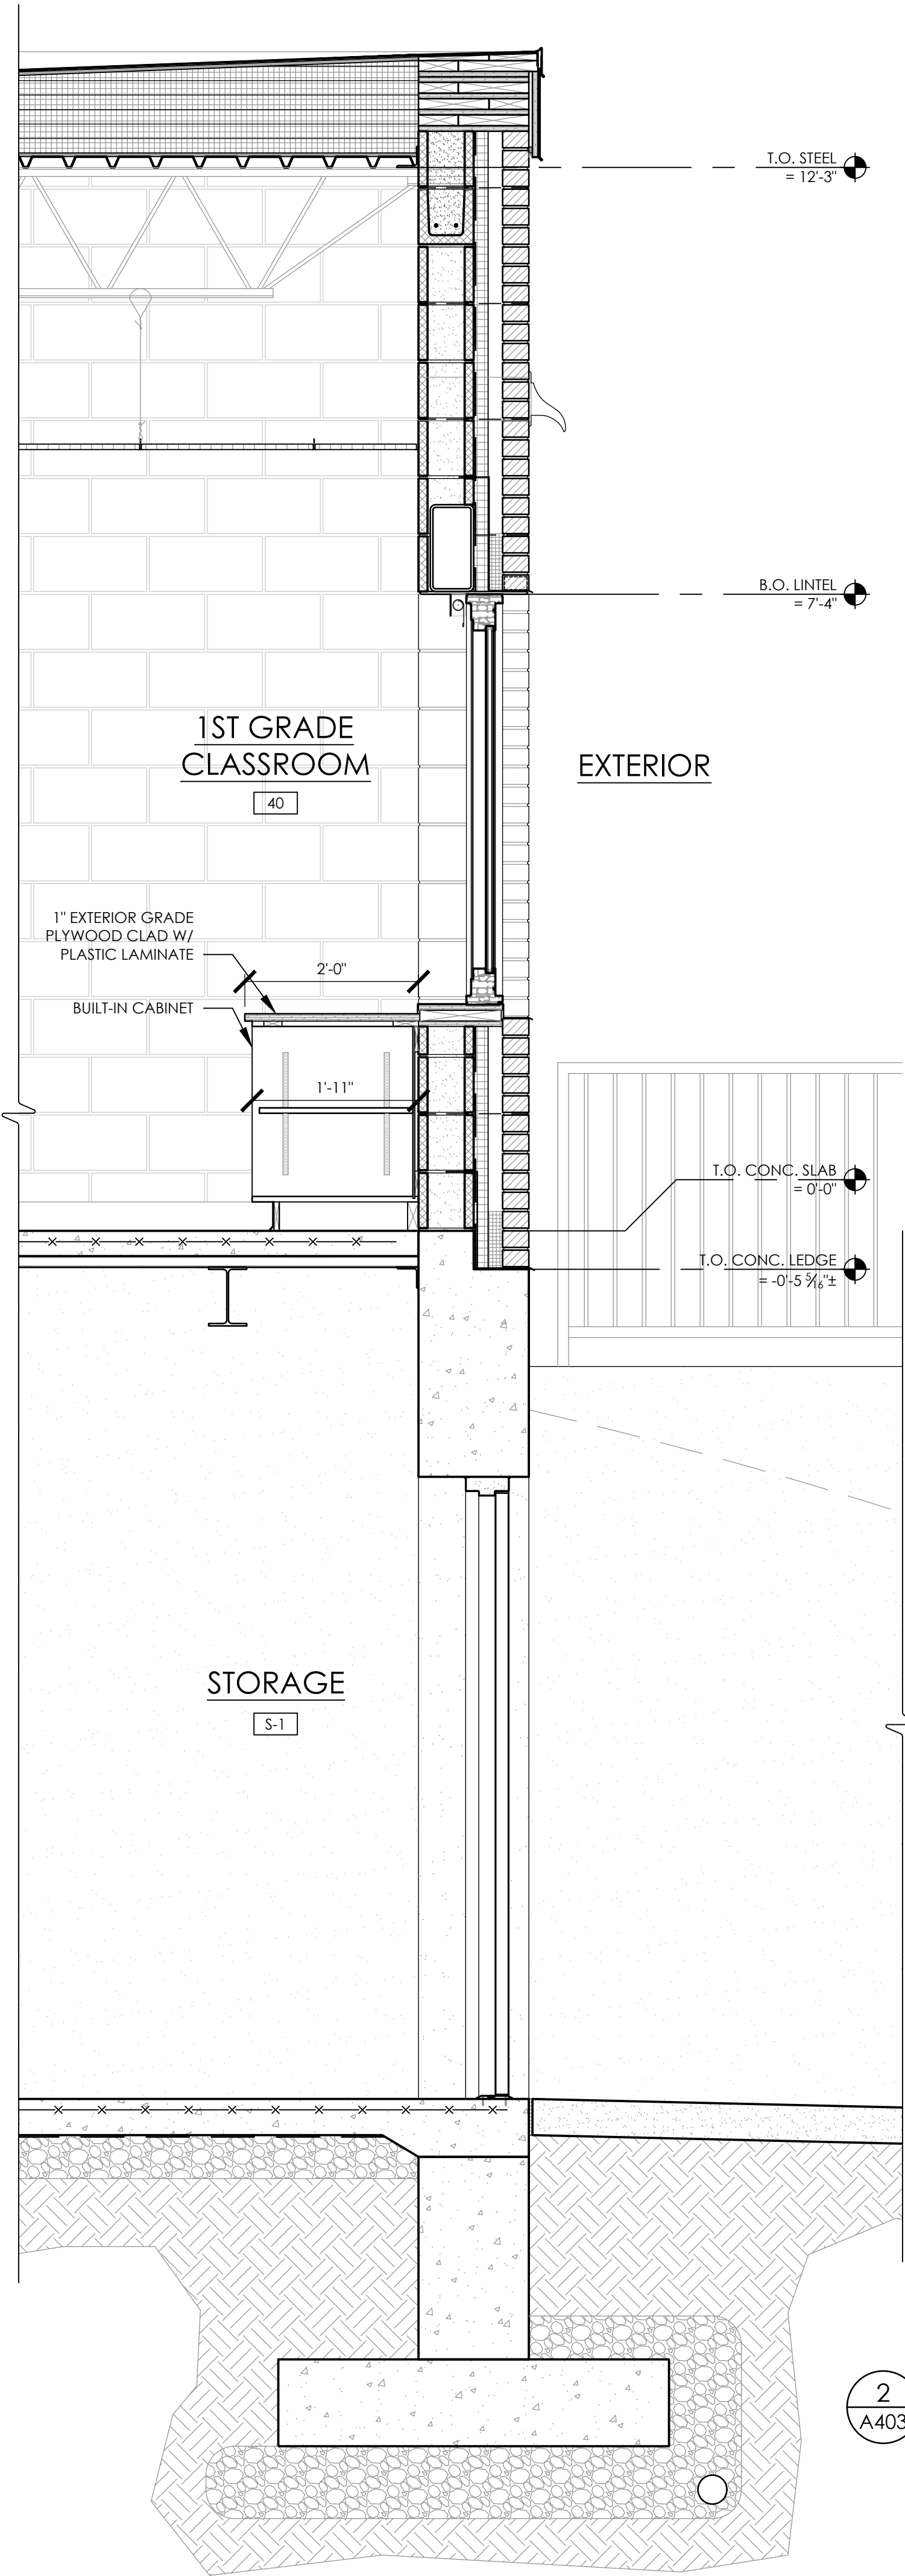 T.O. STEEL
= 12'-3"
B.O. LINTEL
= 7'-4"
1ST GRADE
CLASSROOM
40
EXTERIOR
1" EXTERIOR GRADE
PLYWOOD CLAD W/
PLASTIC LAMINATE
2'-0"
BUILT-IN CABINET
1'-11"
T.O. CONC. SLAB
= 0'-0"
T.O. CONC. LEDGE
= -0'-5 5/16"±
STORAGE
S-1
2
A403